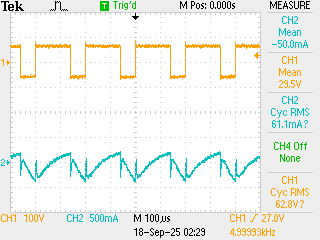 Tek Trig'd M Pos: 0.000s MEASURE
CH2
Mean
-50.0mA
1
CH1
Mean
29.5V
CH2
Cyc RMS
61.1mA?
CH4 Off
None
2
CH1
Cyc RMS
62.8V?
CH1 100V CH2 500mA M 100µs CH1 27.0V
18-Sep-25 02:29 4.99993kHz